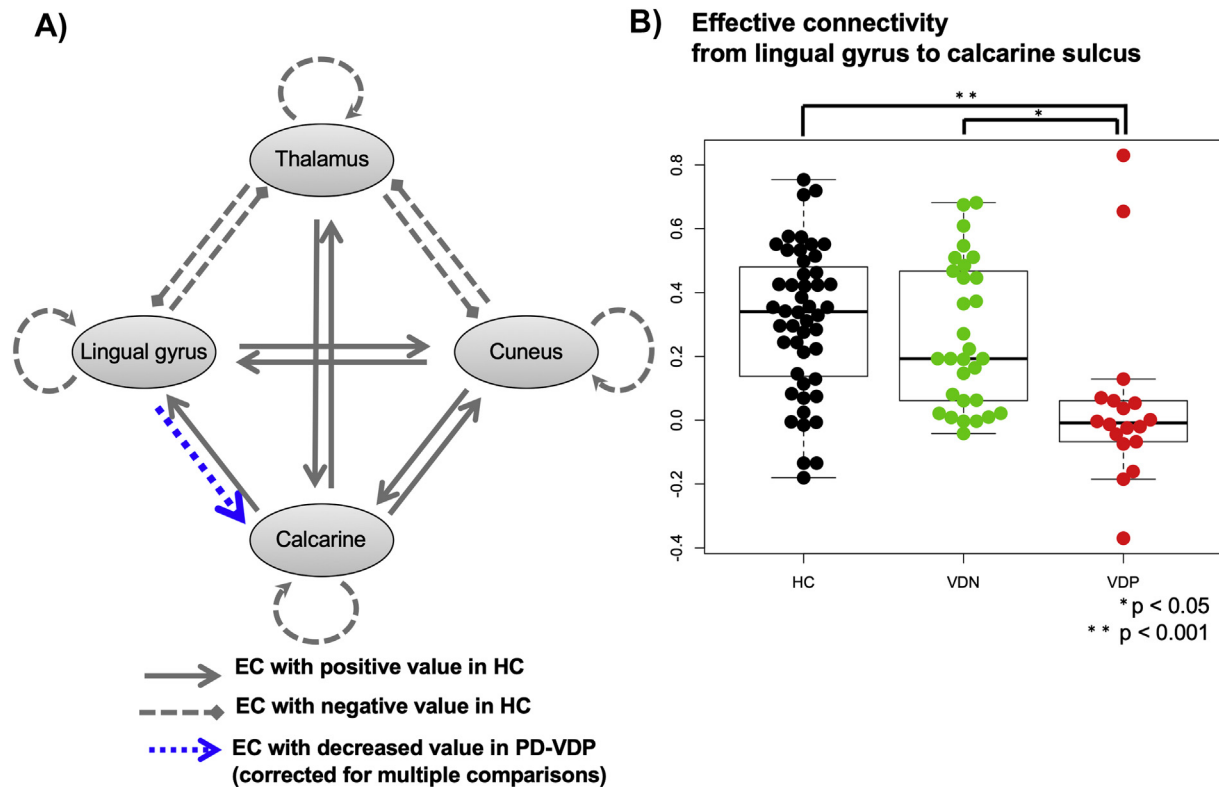 A)
Thalamus
Lingual gyrus
Cuneus
Calcarine
EC with positive value in HC
EC with negative value in HC
EC with decreased value in PD-VDP
(corrected for multiple comparisons)
B)
Effective connectivity
from lingual gyrus to calcarine sulcus
**
*
0.8
0.6
0.4
0.2
0.0
-0.2
-0.4
HC VDN VDP
* p < 0.05
** p < 0.001